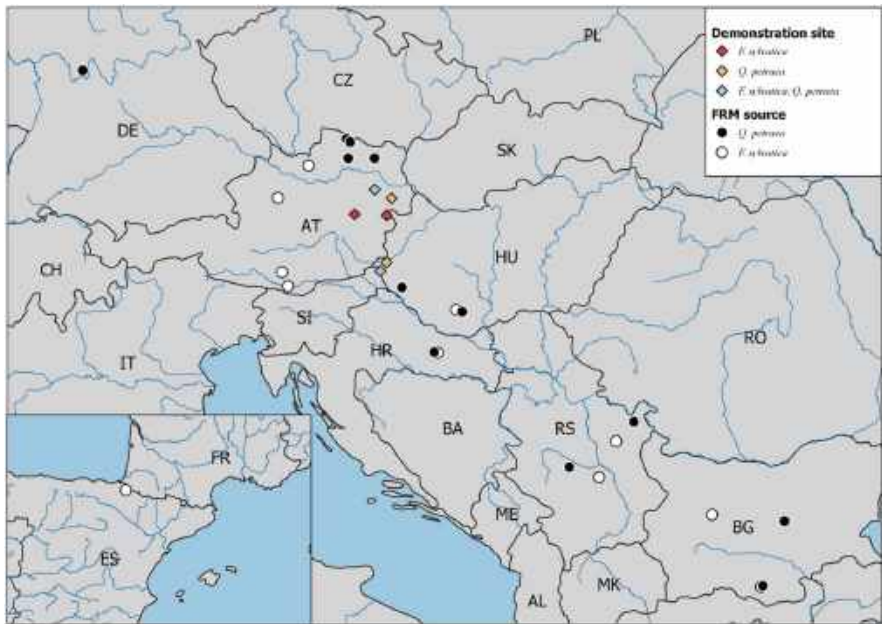 PL
CZ
DE
SK
AT
CH
HU
SI
IT
HR
RO
BA
RS
FR
ME
BG
ES
AL
MK
Demonstration site
F. sylvatica
Q. petraea
F. sylvatica, Q. petraea
FRM source
Q. petraea
F. sylvatica